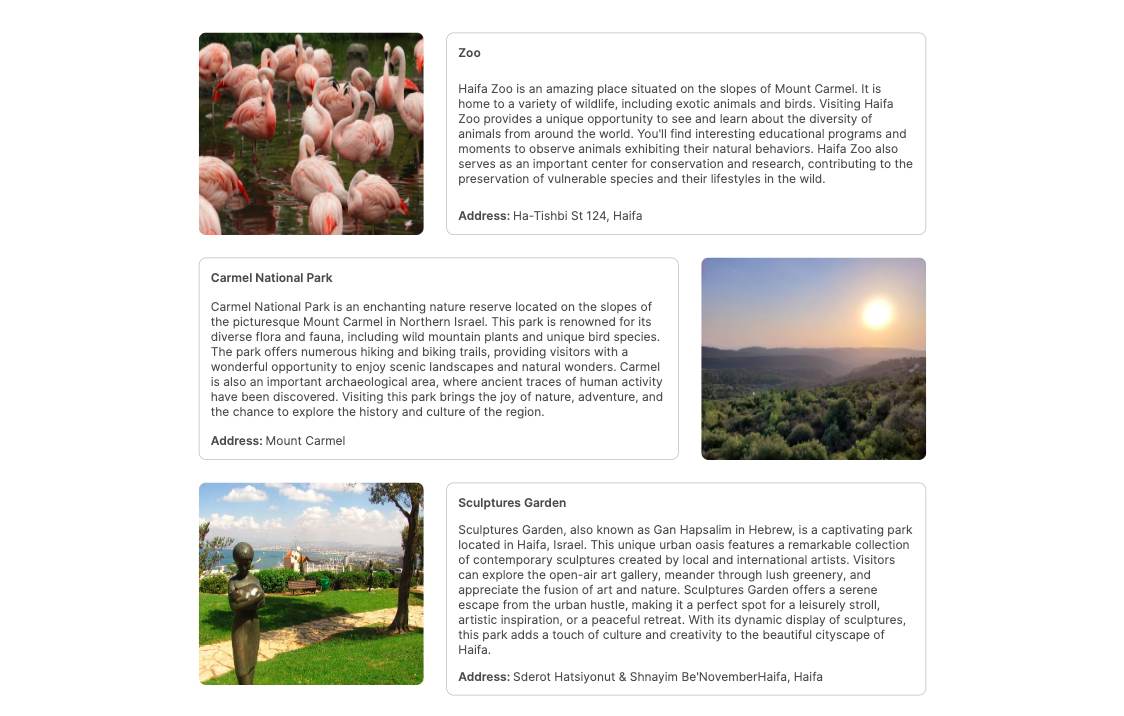 Zoo
Haifa Zoo is an amazing place situated on the slopes of Mount Carmel. It is
home to a variety of wildlife, including exotic animals and birds. Visiting Haifa
Zoo provides a unique opportunity to see and learn about the diversity of
animals from around the world. You'll find interesting educational programs and
moments to observe animals exhibiting their natural behaviors. Haifa Zoo also
serves as an important center for conservation and research, contributing to the
preservation of vulnerable species and their lifestyles in the wild.
Address: Ha-Tishbi St 124, Haifa
Carmel National Park
Carmel National Park is an enchanting nature reserve located on the slopes of
the picturesque Mount Carmel in Northern Israel. This park is renowned for its
diverse flora and fauna, including wild mountain plants and unique bird species.
The park offers numerous hiking and biking trails, providing visitors with a
wonderful opportunity to enjoy scenic landscapes and natural wonders. Carmel
is also an important archaeological area, where ancient traces of human activity
have been discovered. Visiting this park brings the joy of nature, adventure, and
the chance to explore the history and culture of the region.
Address: Mount Carmel
Sculptures Garden
Sculptures Garden, also known as Gan Hapsalim in Hebrew, is a captivating park
located in Haifa, Israel. This unique urban oasis features a remarkable collection
of contemporary sculptures created by local and international artists. Visitors
can explore the open-air art gallery, meander through lush greenery, and
appreciate the fusion of art and nature. Sculptures Garden offers a serene
escape from the urban hustle, making it a perfect spot for a leisurely stroll,
artistic inspiration, or a peaceful retreat. With its dynamic display of sculptures,
this park adds a touch of culture and creativity to the beautiful cityscape of
Haifa.
Address: Sderot Hatsiyonut & Shnayim Be'NovemberHaifa, Haifa